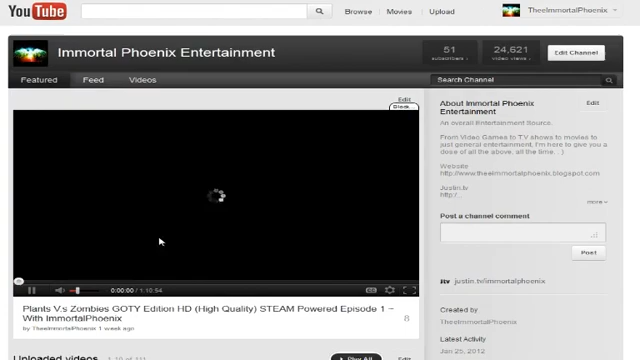 YouTube
Browse Movies Upload TheeImmortalPhoenix
Immortal Phoenix Entertainment
51
subscribers
24,621
video views
Edit Channel
Featured Feed Videos
Search Channel
Edit
Block
About Immortal Phoenix
Entertainment
Edit
An overall Entertainment Source.
From Video Games to TV shows to movies to
just general entertainment, I'm here to give you a
dose of all the above, all the time. :)
Website
http://www.theeimmortalphoenix.blogspot.com
Justin.tv
http:/...
more
Post a channel comment
Post
0:00:00 / 1:10:54
CC
Plants V.s Zombies GOTY Edition HD (High Quality) STEAM Powered Episode 1 –
With ImmortalPhoenix
8
by TheeImmortalPhoenix 1 week ago
jtv justin.tv/immortalphoenix
Created by
TheeImmortalPhoenix
Latest Activity
Jan 25, 2012
Uploaded videos
Play All
Edit